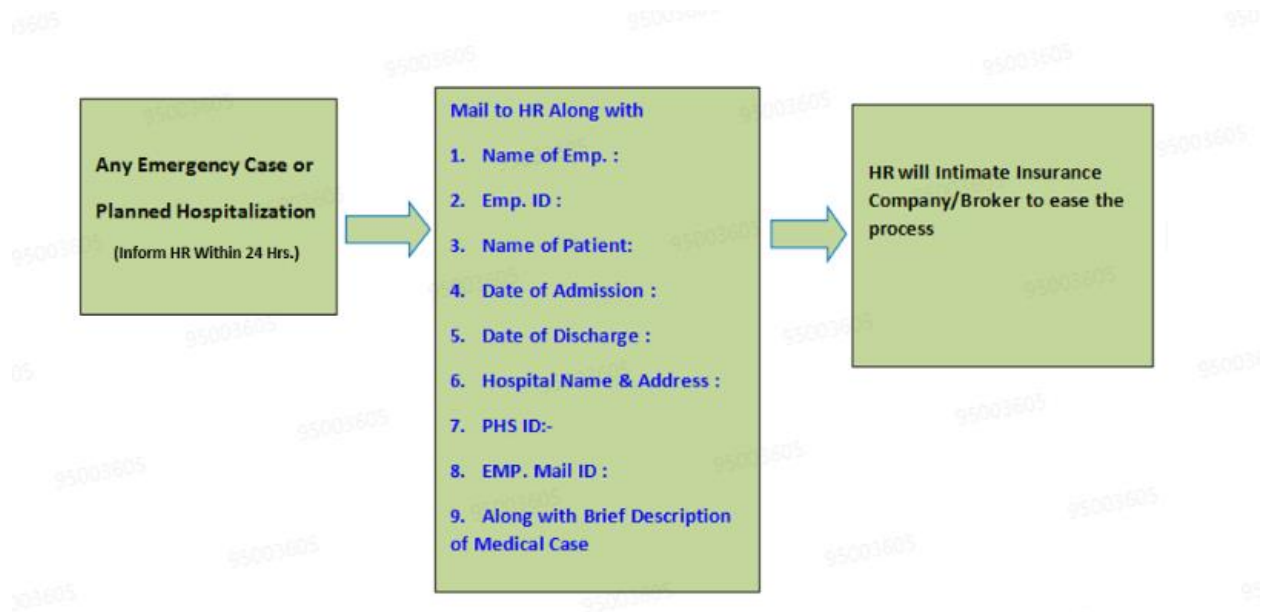 Any Emergency Case or
Planned Hospitalization
(Inform HR Within 24 Hrs.)
Mail to HR Along with
1. Name of Emp. :
2. Emp. ID :
3. Name of Patient:
4. Date of Admission :
5. Date of Discharge :
6. Hospital Name & Address :
7. PHS ID:-
8. EMP. Mail ID :
9. Along with Brief Description
of Medical Case
HR will Intimate Insurance
Company/Broker to ease the
process
95003605